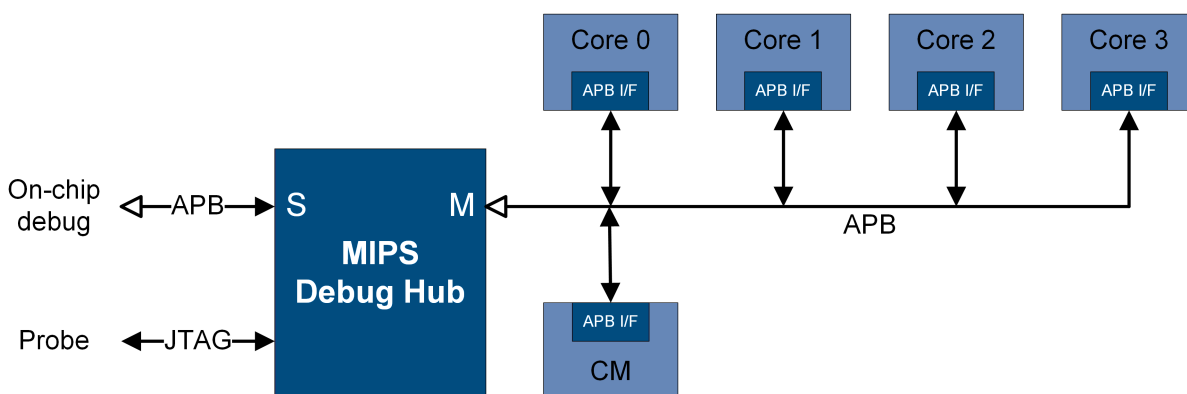 Core 0
Core 1
Core 2
Core 3
APB I/F
APB I/F
APB I/F
APB I/F
On-chip
debug
APB
S
M
MIPS
Debug Hub
APB
Probe
JTAG
APB I/F
CM